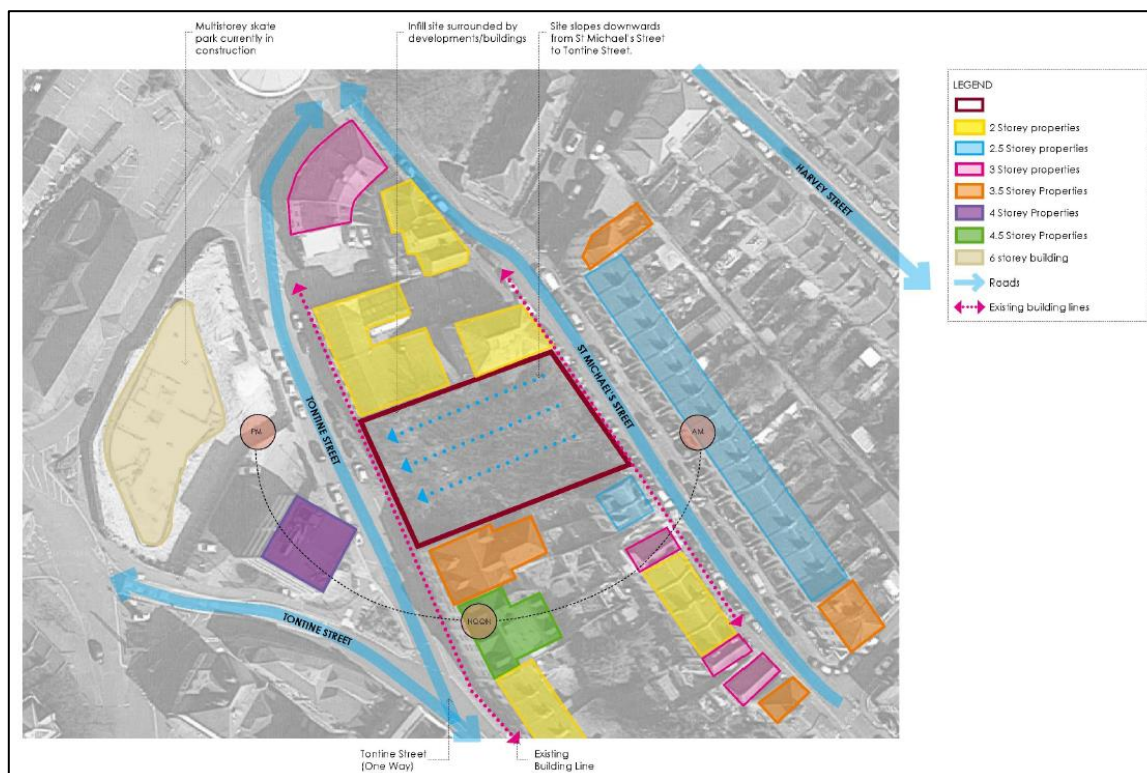 Multistorey skate
park currently in
construction
Infill site surrounded by
developments/buildings
Site slopes downwards
from St Michael's Street
to Tontine Street.
HARVEY STREET
ST MICHAEL'S STREET
TONTINE STREET
PM
AM
NOON
TONTINE STREET
Tontine Street
(One Way)
Existing
Building Line
LEGEND
2 Storey properties
2.5 Storey properties
3 Storey properties
3.5 Storey Properties
4 Storey Properties
4.5 Storey Properties
6 storey building
Roads
Existing building lines